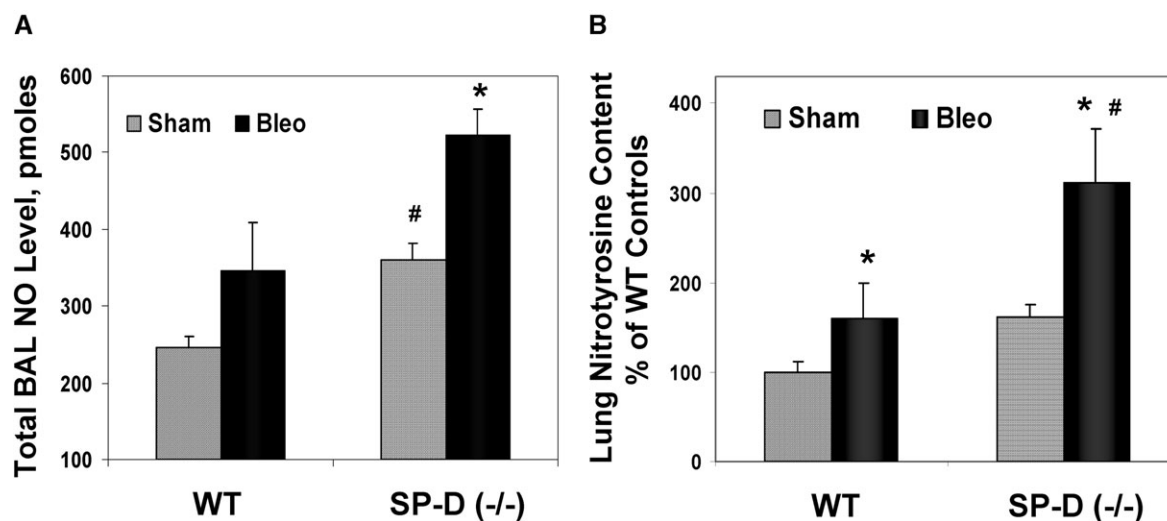 A
Total BAL NO Level, pmoles
600
500
400
300
200
100
Sham
Bleo
#
*
WT
SP-D (-/-)
B
Lung Nitrotyrosine Content
% of WT Controls
400
300
200
100
0
Sham
Bleo
*
* #
WT
SP-D (-/-)